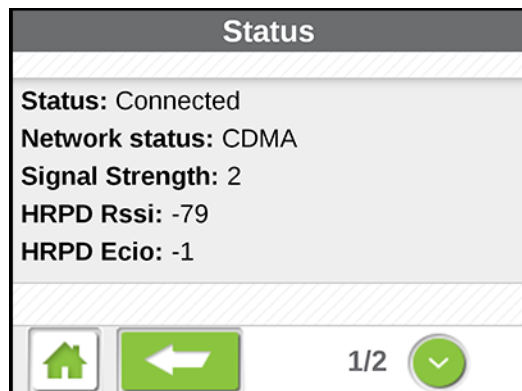 Status
Status: Connected
Network status: CDMA
Signal Strength: 2
HRPD Rssi: -79
HRPD Ecio: -1
1/2